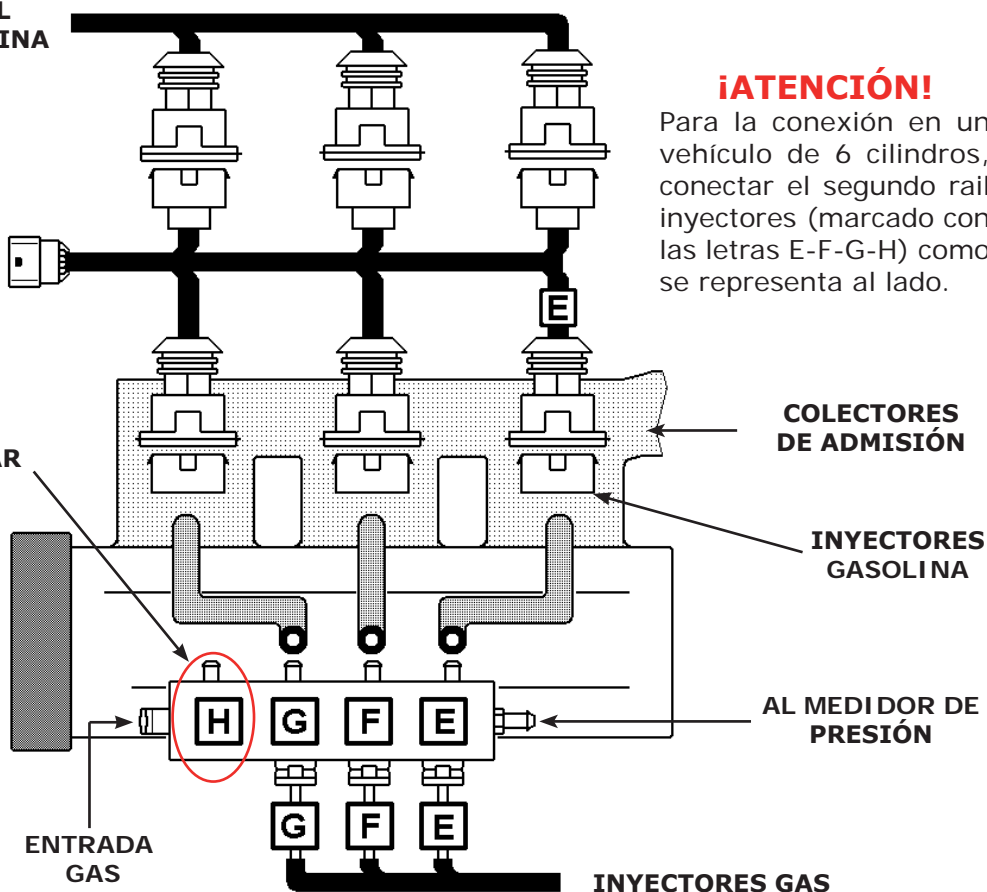 L
INA
¡ATENCIÓN!
Para la conexión en un
vehículo de 6 cilindros,
conectar el segundo rail
inyectores (marcado con
las letras E-F-G-H) como
se representa al lado.
E
COLECTORES
DE ADMISIÓN
AR
INYECTORES
GASOLINA
H G F E
AL MEDIDOR DE
PRESIÓN
G F E
ENTRADA
GAS
INYECTORES GAS